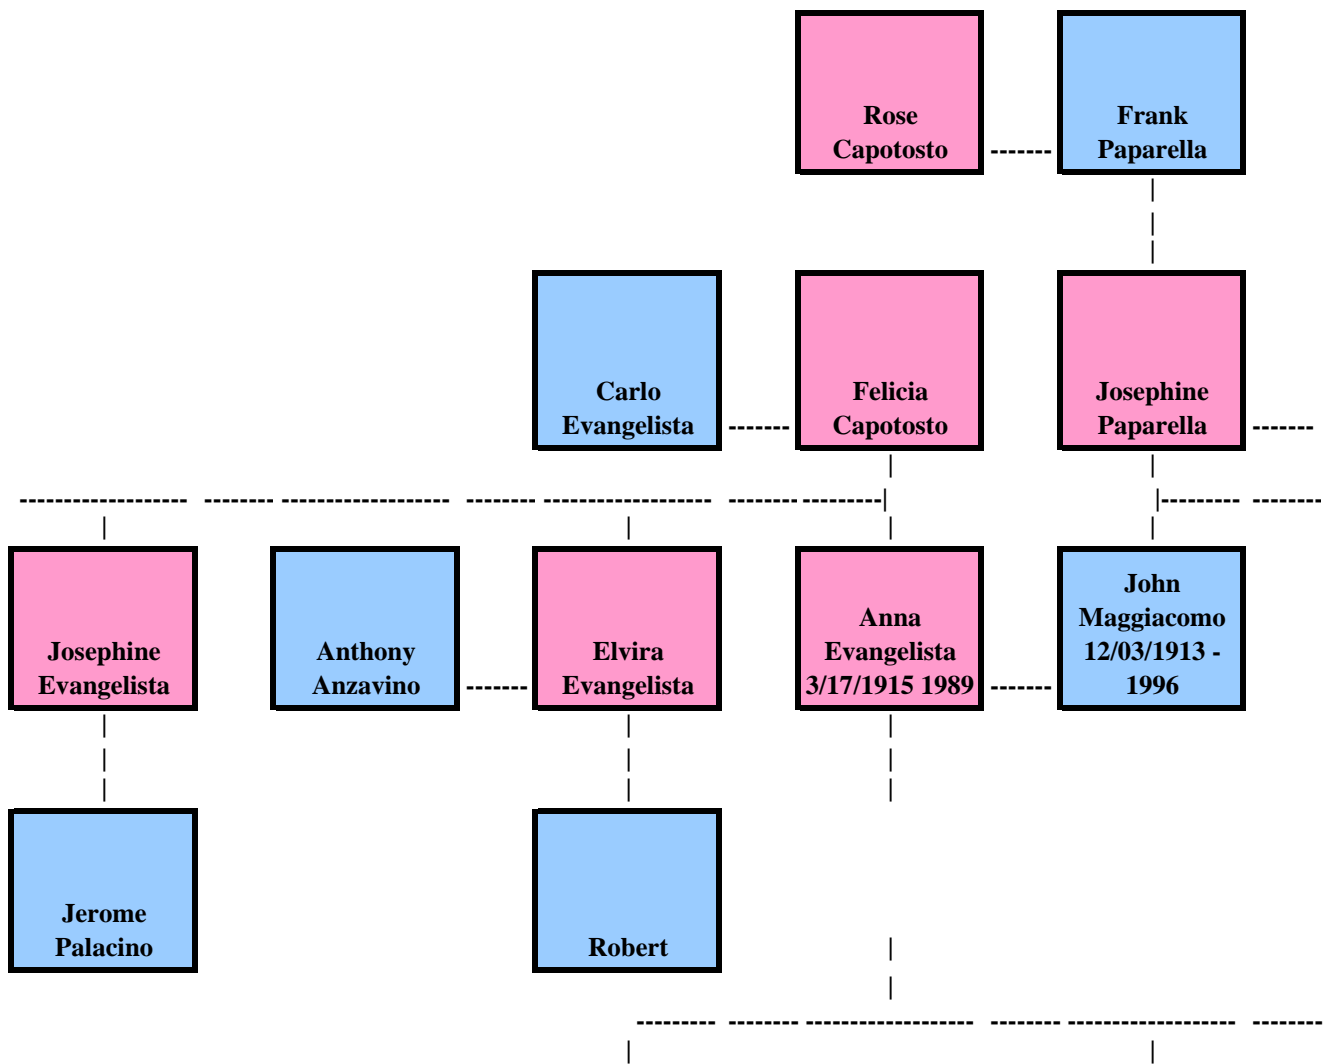 Rose
Capotosto
Frank
Paparella
Carlo
Evangelista
Felicia
Capotosto
Josephine
Paparella
Josephine
Evangelista
Anthony
Anzavino
Elvira
Evangelista
Anna
Evangelista
3/17/1915 1989
John
Maggiacomo
12/03/1913 -
1996
Jerome
Palacino
Robert